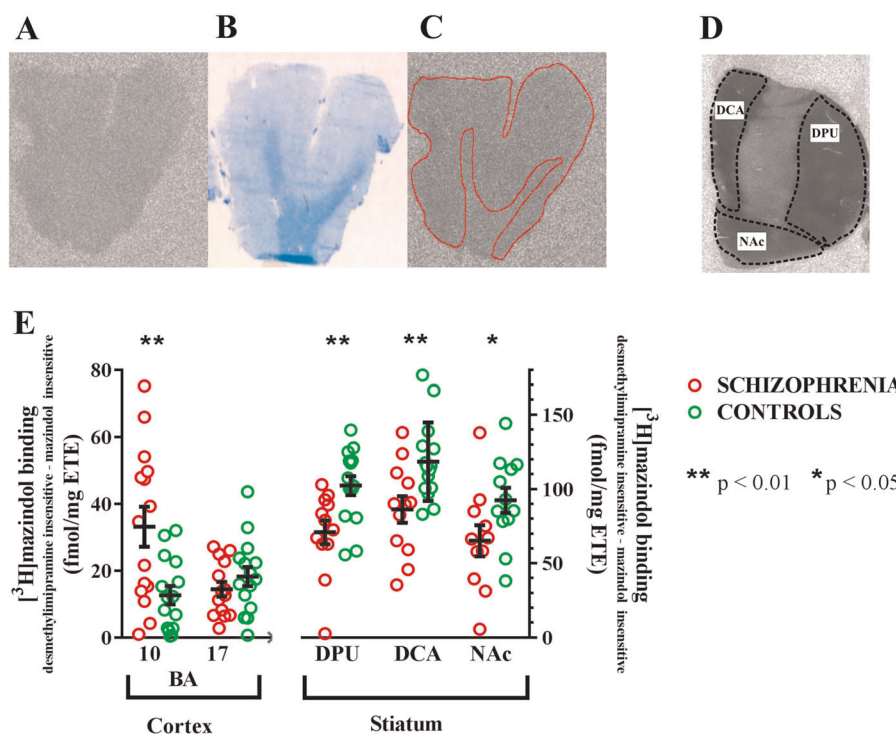 A
B
C
D
DCA
DPU
NAc
E
**
**
**
*
[³H]mazindol binding
desmethylimipramine insensitive - mazindol insensitive
(fmol/mg ETE)
80
60
40
20
0
150
100
50
0
(fmol/mg ETE)
desmethylimipramine insensitive - mazindol insensitive
[³H]mazindol binding
SCHIZOPHRENIA
CONTROLS
** p < 0.01 * p < 0.05
10 17
BA
Cortex
DPU DCA NAc
Stiatum